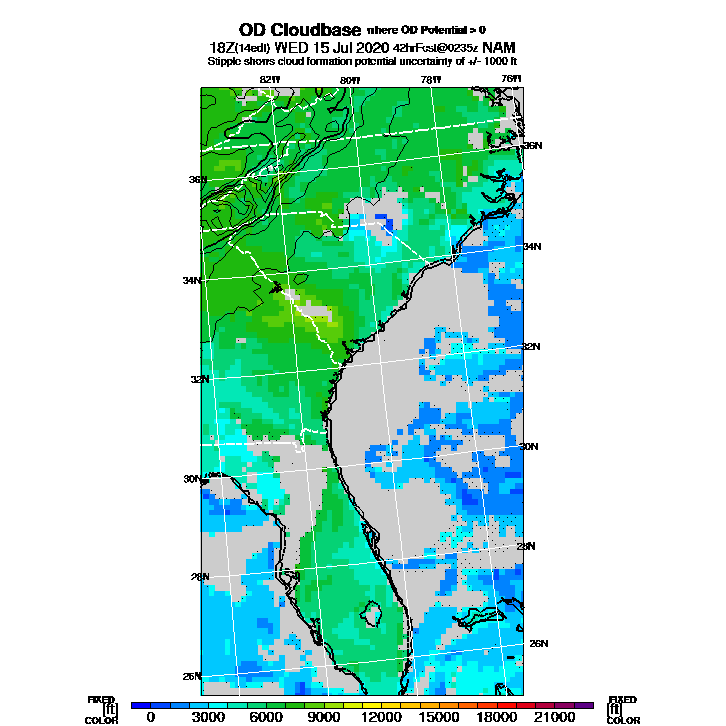 OD Cloudbase where OD Potential > 0
18Z(14edt) WED 15 Jul 2020 42hrFcst@0235z NAM
Stipple shows cloud formation potential uncertainty of +/- 1000 ft
82W 80W 78W 76W
36N
36N
34N
34N
32N
32N
30N
30N
28N
28N
26N
26N
FIXED FIXED
[ft] [ft]
COLOR COLOR
0 3000 6000 9000 12000 15000 18000 21000